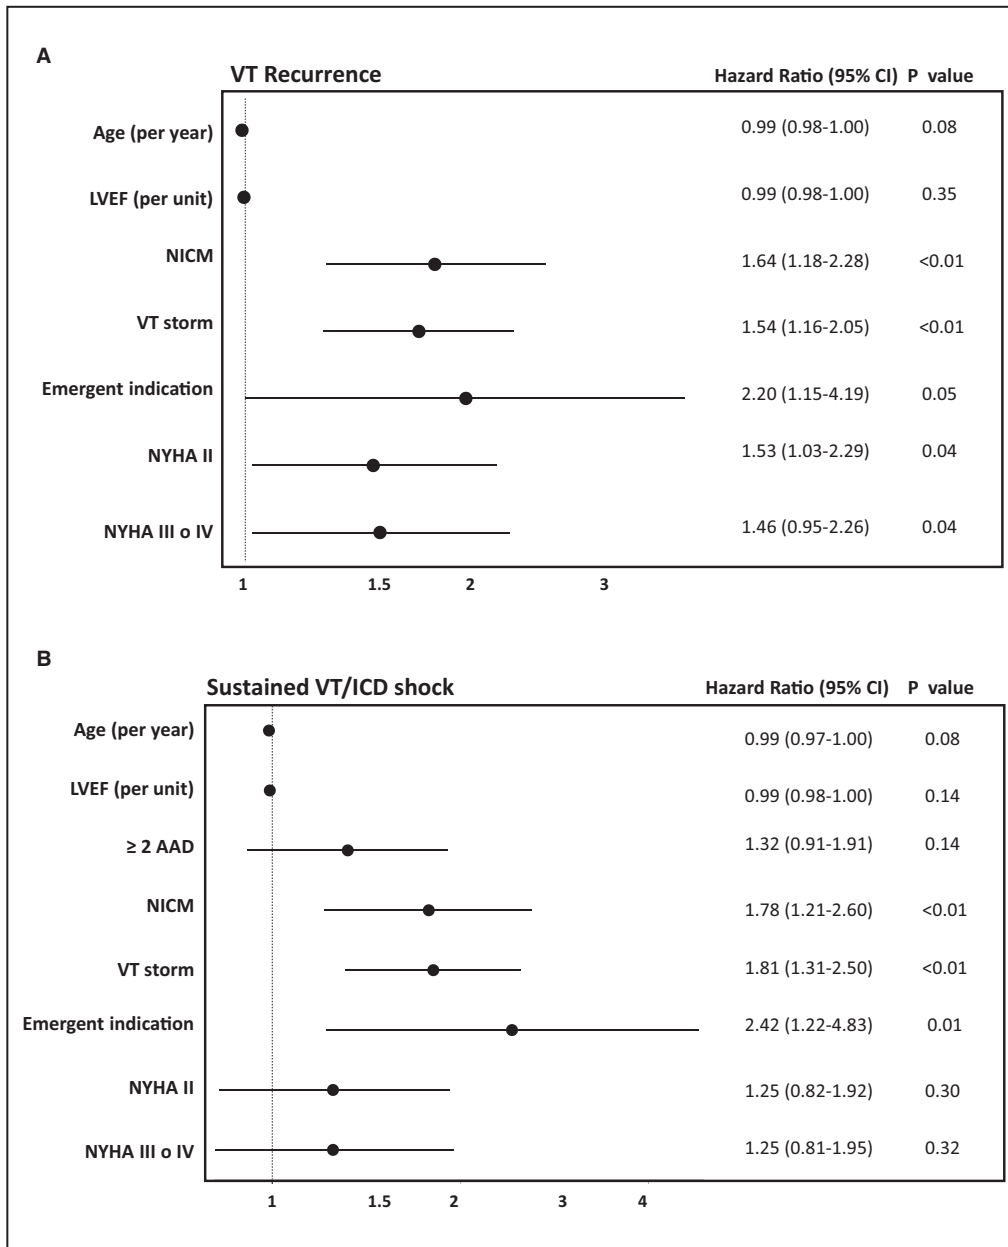 A
VT Recurrence Hazard Ratio (95% CI) P value
Age (per year) 0.99 (0.98-1.00) 0.08
LVEF (per unit) 0.99 (0.98-1.00) 0.35
NICM 1.64 (1.18-2.28) <0.01
VT storm 1.54 (1.16-2.05) <0.01
Emergent indication 2.20 (1.15-4.19) 0.05
NYHA II 1.53 (1.03-2.29) 0.04
NYHA III o IV 1.46 (0.95-2.26) 0.04
1 1.5 2 3
B
Sustained VT/ICD shock Hazard Ratio (95% CI) P value
Age (per year) 0.99 (0.97-1.00) 0.08
LVEF (per unit) 0.99 (0.98-1.00) 0.14
≥ 2 AAD 1.32 (0.91-1.91) 0.14
NICM 1.78 (1.21-2.60) <0.01
VT storm 1.81 (1.31-2.50) <0.01
Emergent indication 2.42 (1.22-4.83) 0.01
NYHA II 1.25 (0.82-1.92) 0.30
NYHA III o IV 1.25 (0.81-1.95) 0.32
1 1.5 2 3 4